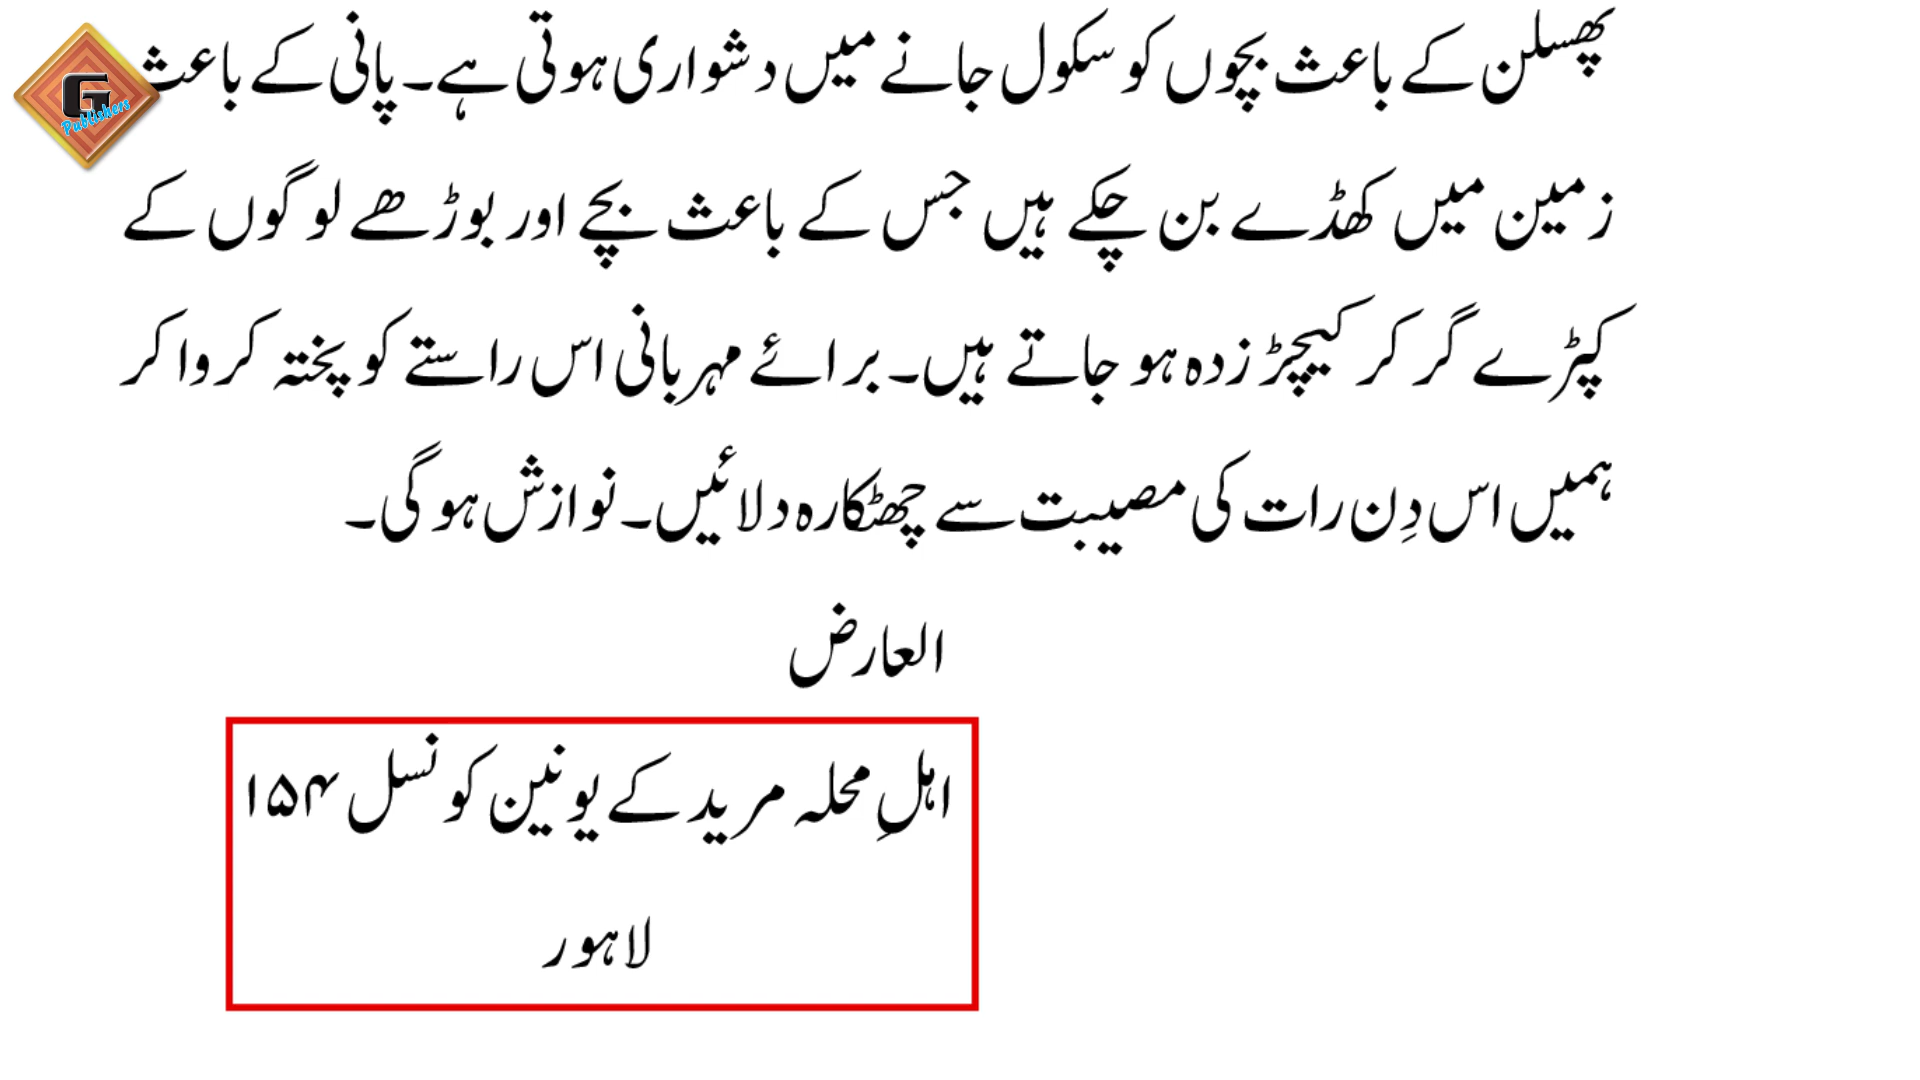 پھسلن کے باعث بچوں کو سکول جانے میں دشواری ہوتی ہے۔ پانی کے باعث
زمین میں کھڈے بن چکے ہیں جس کے باعث بچے اور بوڑھے لوگوں کے
کپڑے گر کر کیچڑ زدہ ہو جاتے ہیں۔ برائے مہربانی اس راستے کو پختہ کروا کر
ہمیں اس دِن رات کی مصیبت سے چھٹکارہ دلائیں۔ نوازش ہو گی۔
العارض
اہلِ محلہ مرید کے یونین کونسل ۱۵۴
لاہور
G
Publishers